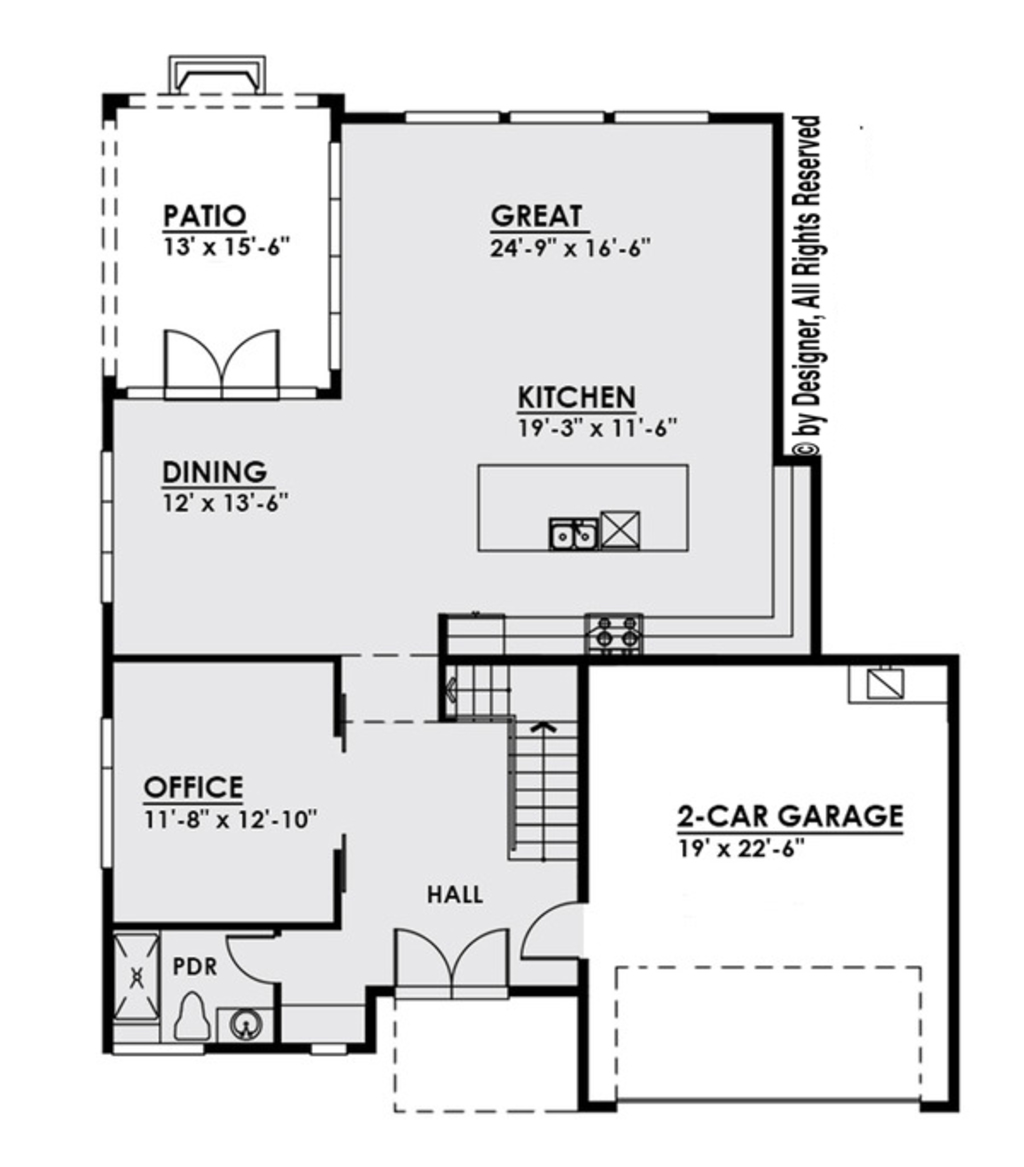 PATIO
13' x 15'-6"
GREAT
24'-9" x 16'-6"
© by Designer, All Rights Reserved
KITCHEN
19'-3" x 11'-6"
DINING
12' x 13'-6"
OFFICE
11'-8" x 12'-10"
2-CAR GARAGE
19' x 22'-6"
HALL
PDR